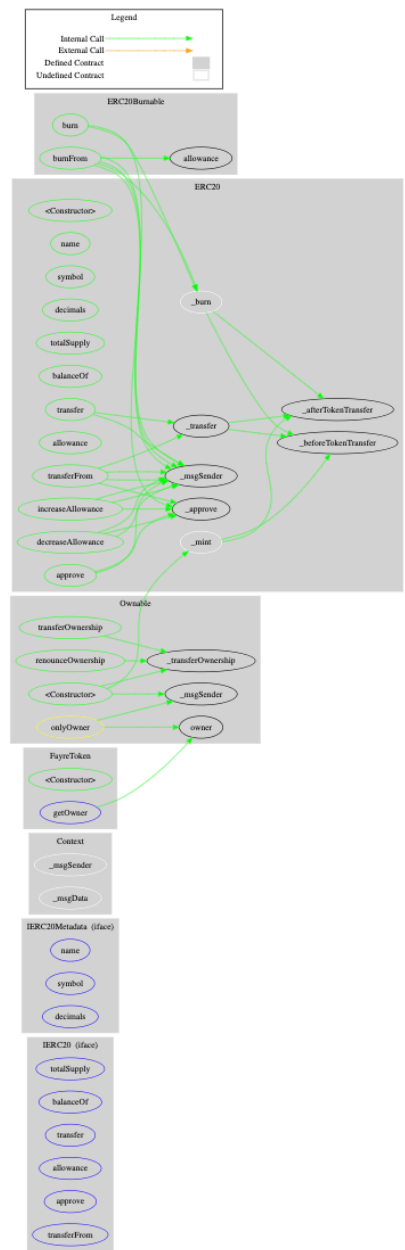 Legend
Internal Call
External Call
Defined Contract
Undefined Contract
ERC20Burnable
burn
burnFrom
allowance
ERC20
<Constructor>
name
symbol
decimals
totalSupply
balanceOf
transfer
allowance
transferFrom
increaseAllowance
decreaseAllowance
approve
_burn
_transfer
_msgSender
_approve
_mint
_afterTokenTransfer
_beforeTokenTransfer
Ownable
transferOwnership
renounceOwnership
<Constructor>
onlyOwner
_transferOwnership
_msgSender
owner
FayreToken
<Constructor>
getOwner
Context
_msgSender
_msgData
IERC20Metadata (iface)
name
symbol
decimals
IERC20 (iface)
totalSupply
balanceOf
transfer
allowance
approve
transferFrom